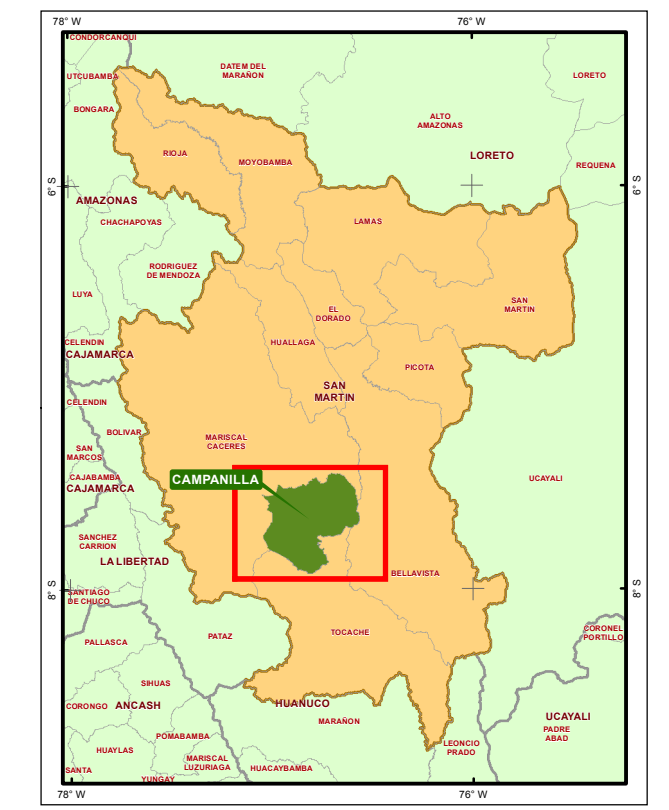 78° W
76° W
CONDORCANQUI
DATEM DEL
MARAÑON
LORETO
UTCUBAMBA
BONGARA
ALTO
AMAZONAS
RIOJA
MOYOBAMBA
LORETO
REQUENA
6° S
6° S
AMAZONAS
CHACHAPOYAS
LAMAS
RODRIGUEZ
DE MENDOZA
LUYA
SAN
MARTIN
EL
DORADO
CELENDIN
HUALLAGA
CAJAMARCA
PICOTA
SAN
MARTIN
CELENDIN
BOLIVAR
MARISCAL
CACERES
SAN
MARCOS
CAJABAMBA
CAMPANILLA
UCAYALI
CAJAMARCA
SANCHEZ
CARRION
LA LIBERTAD
BELLAVISTA
8° S
8° S
SANTIAGO
DE CHUCO
PALLASCA
PATAZ
TOCACHE
CORONEL
PORTILLO
SIHUAS
CORONGO
ANCASH
HUANUCO
MARAÑON
UCAYALI
PADRE
ABAD
POMABAMBA
HUAYLAS
MARISCAL
LUZURIAGA
LEONCIO
PRADO
SANTA
YUNGAY
HUACAYBAMBA
78° W
76° W